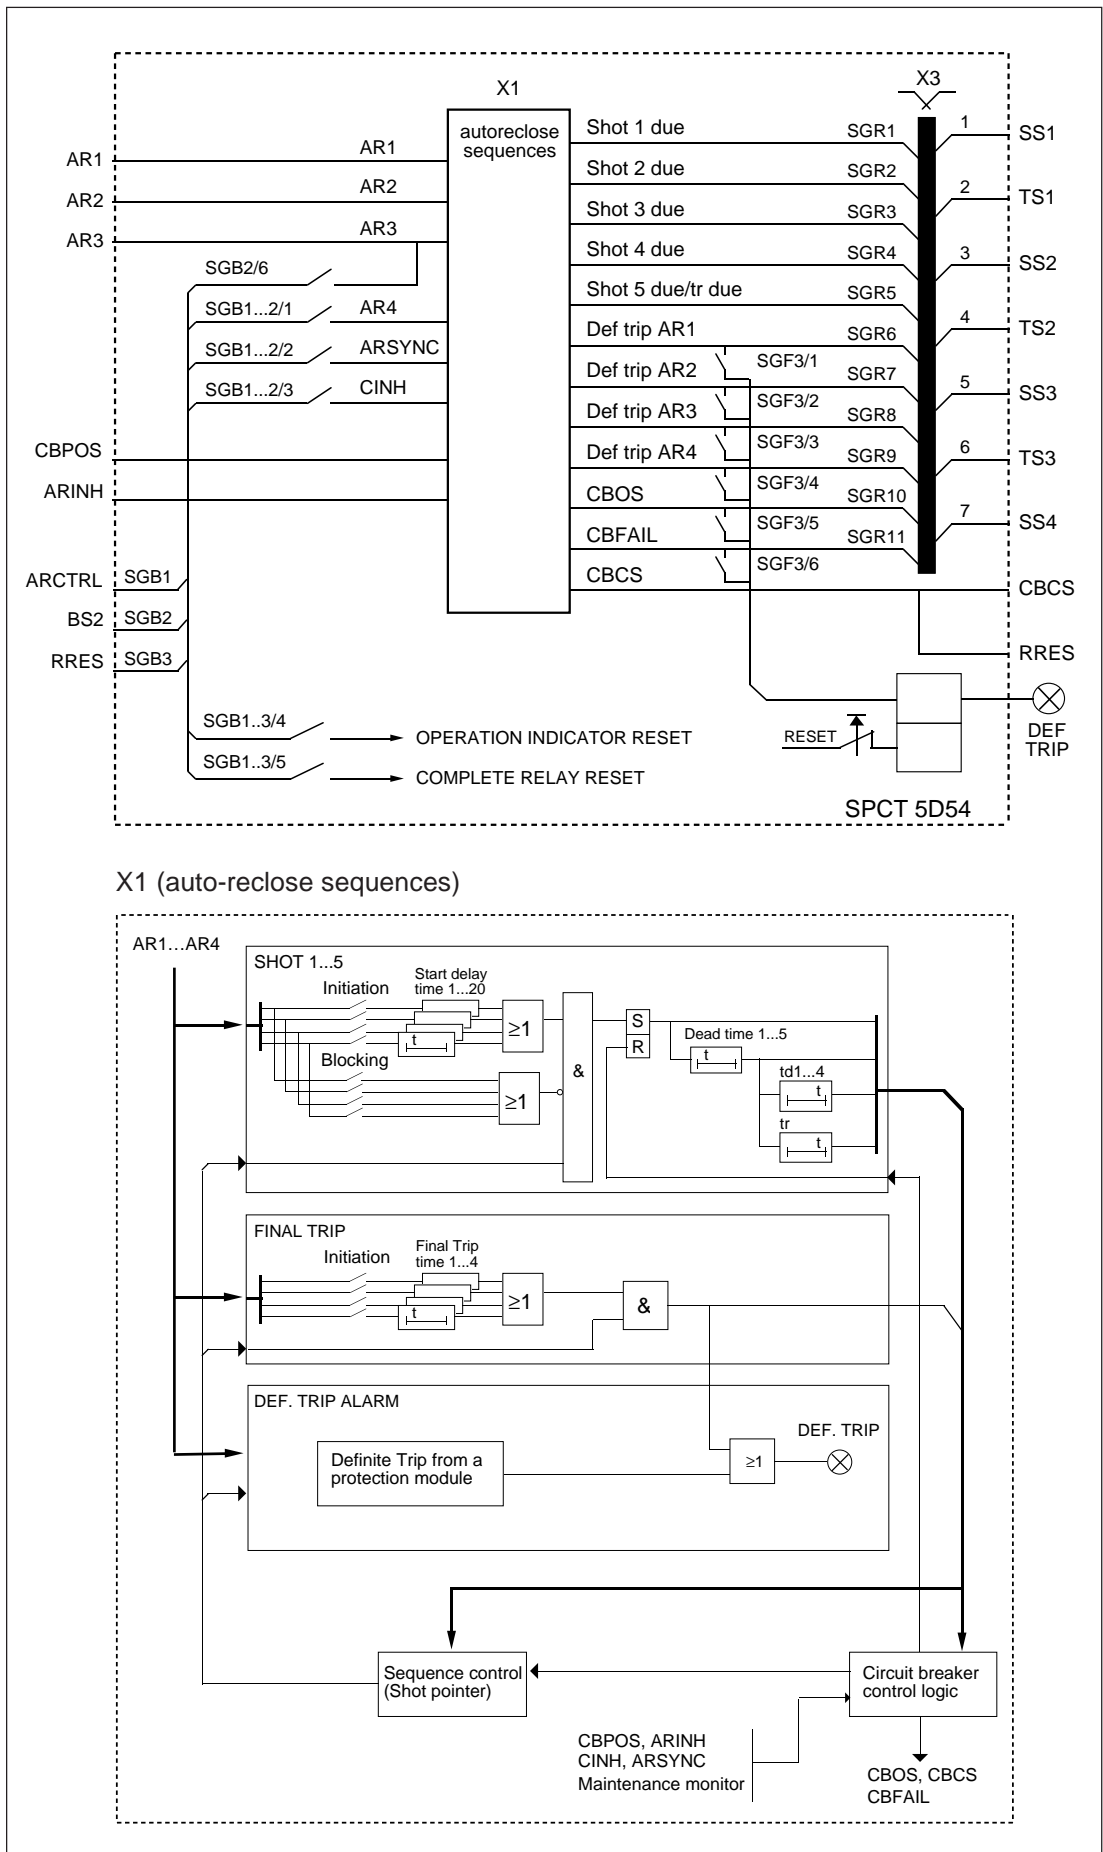 X1
X3
autoreclose
sequences
AR1
AR1
AR2
AR2
AR3
AR3
SGB2/6
SGB1...2/1
AR4
SGB1...2/2
ARSYNC
SGB1...2/3
CINH
CBPOS
ARINH
ARCTRL
SGB1
BS2
SGB2
RRES
SGB3
Shot 1 due
SGR1
Shot 2 due
SGR2
Shot 3 due
SGR3
Shot 4 due
SGR4
Shot 5 due/tr due
SGR5
Def trip AR1
SGR6
SGF3/1
Def trip AR2
SGR7
SGF3/2
Def trip AR3
SGR8
SGF3/3
Def trip AR4
SGR9
SGF3/4
CBOS
SGR10
SGF3/5
CBFAIL
SGR11
SGF3/6
CBCS
1
SS1
2
TS1
3
SS2
4
TS2
5
SS3
6
TS3
7
SS4
CBCS
RRES
SGB1..3/4
OPERATION INDICATOR RESET
SGB1..3/5
COMPLETE RELAY RESET
RESET
DEF
TRIP
SPCT 5D54
X1 (auto-reclose sequences)
AR1...AR4
SHOT 1...5
Initiation
Start delay
time 1...20
t
≥1
Blocking
≥1
&
S
R
Dead time 1...5
t
td1...4
t
tr
t
FINAL TRIP
Initiation
Final Trip
time 1...4
t
≥1
&
DEF. TRIP ALARM
Definite Trip from a
protection module
≥1
DEF. TRIP
Sequence control
(Shot pointer)
Circuit breaker
control logic
CBPOS, ARINH
CINH, ARSYNC
Maintenance monitor
CBOS, CBCS
CBFAIL